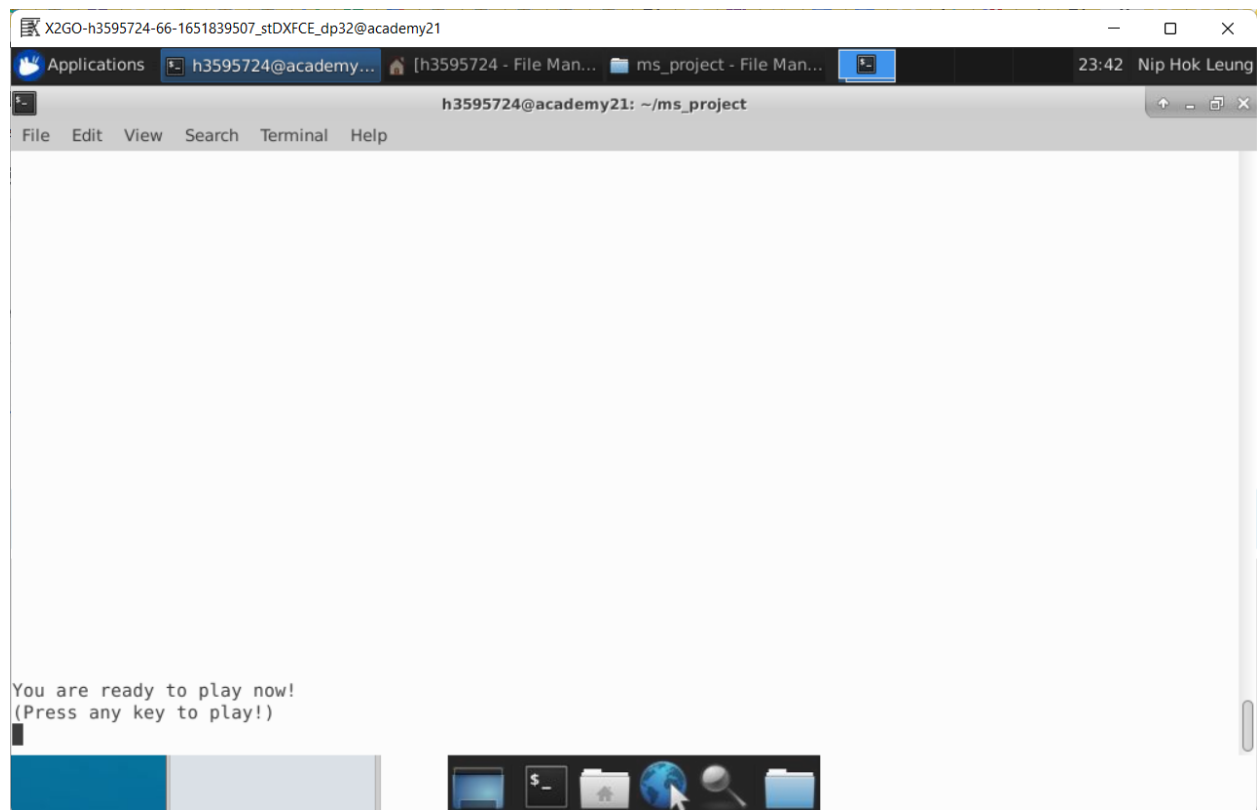 X2GO-h3595724-66-1651839507_stDXFCE_dp32@academy21
Applications h3595724@academy... [h3595724 - File Man... ms_project - File Man... 23:42 Nip Hok Leung
h3595724@academy21: ~/ms_project
File Edit View Search Terminal Help
You are ready to play now!
(Press any key to play!)